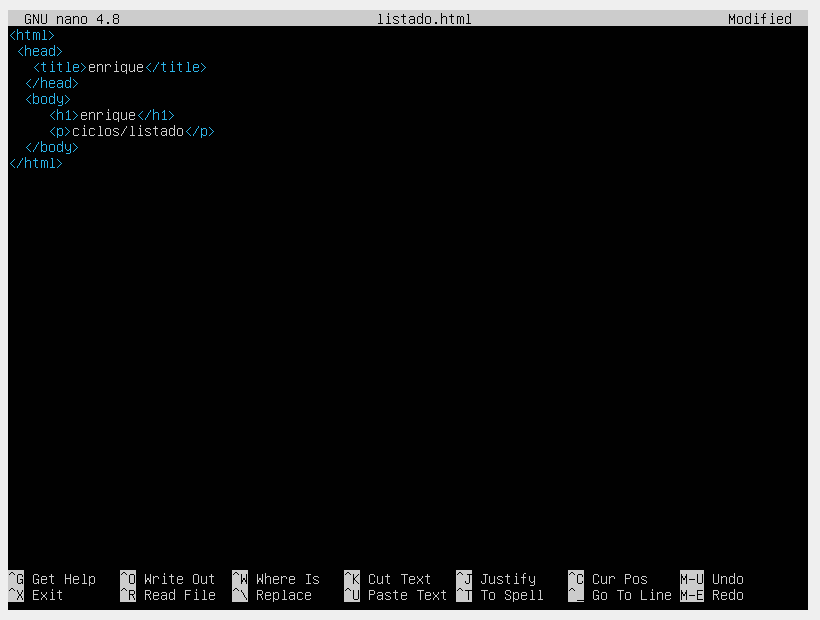 GNU nano 4.8 listado.html Modified
<html>
<head>
<title>enrique</title>
</head>
<body>
<h1>enrique</h1>
<p>ciclos/listado</p>
</body>
</html>
^G Get Help ^O Write Out ^W Where Is ^K Cut Text ^J Justify ^C Cur Pos M-U Undo
^X Exit ^R Read File ^\ Replace ^U Paste Text ^T To Spell ^_ Go To Line M-E Redo